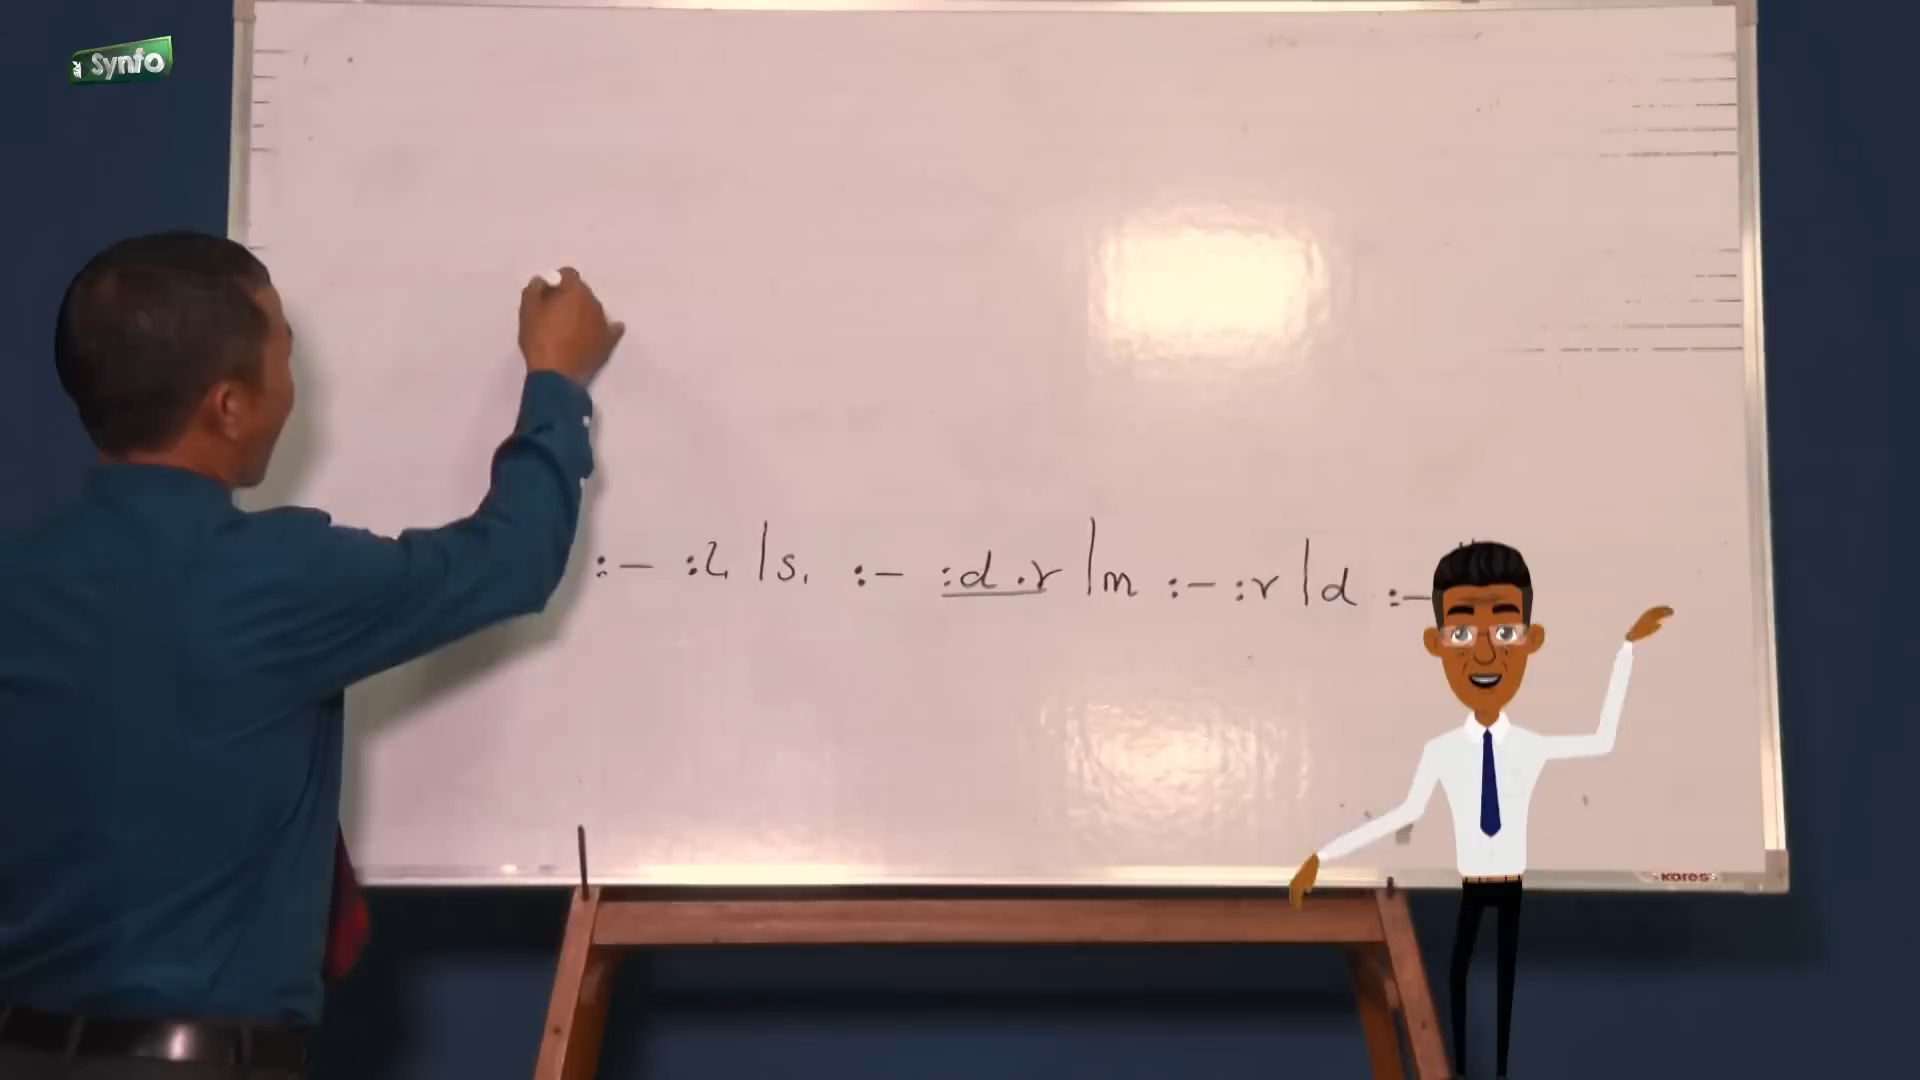 Synfo
:– :l, |s, :– :d .r |m :– :r |d :–
kores